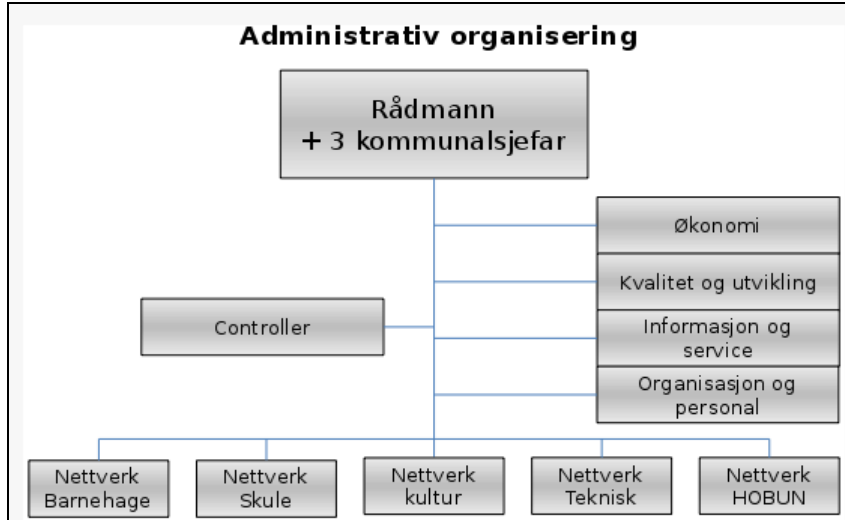 Administrativ organisering
Rådmann
+ 3 kommunalsjefar
Økonomi
Kvalitet og utvikling
Controller
Informasjon og
service
Organisasjon og
personal
Nettverk
Barnehage
Nettverk
Skule
Nettverk
kultur
Nettverk
Teknisk
Nettverk
HOBUN